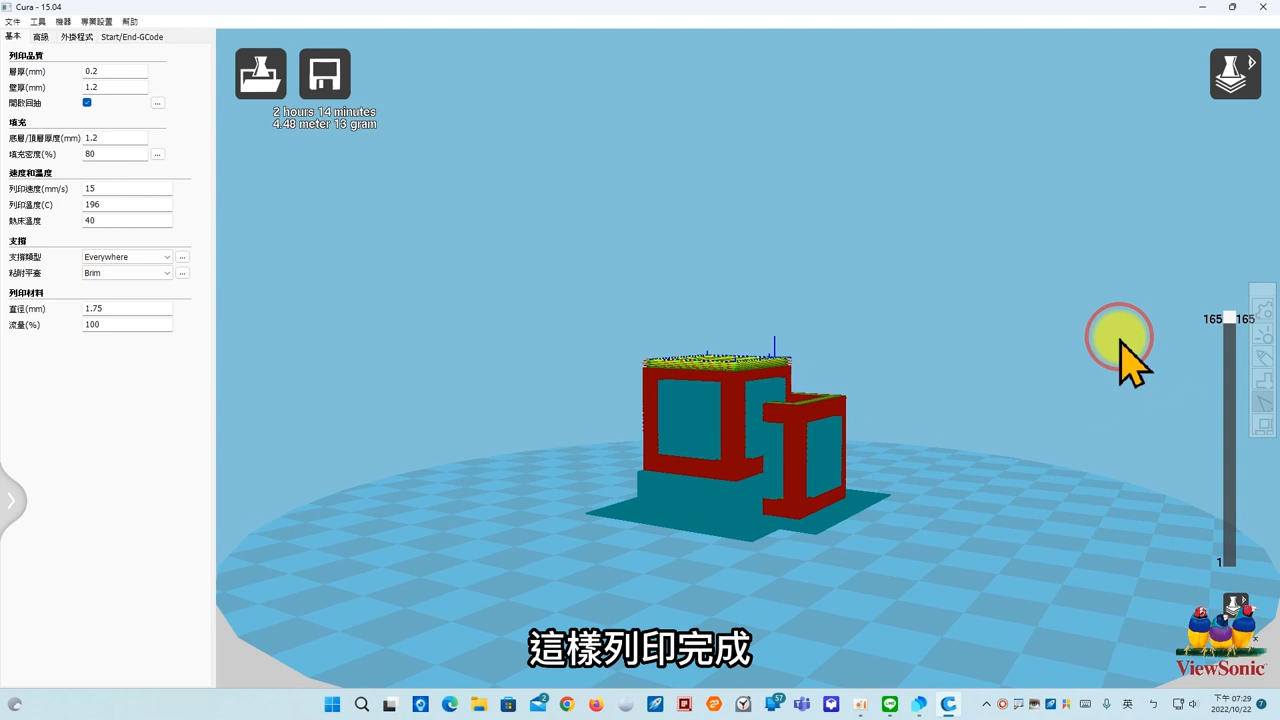 Cura - 15.04
文件 工具 機器 專業設置 幫助
基本 高級 外掛程式 Start/End-GCode
列印品質
層厚(mm) 0.2
壁厚(mm) 1.2
開啟回抽 ...
填充
底層/頂層厚度(mm) 1.2
填充密度(%) 80 ...
速度和溫度
列印速度(mm/s) 15
列印溫度(C) 196
熱床溫度 40
支撐
支撐類型 Everywhere ...
粘附平臺 Brim ...
列印材料
直徑(mm) 1.75
流量(%) 100
2 hours 14 minutes
4.48 meter 13 gram
165 165
1
這樣列印完成
ViewSonic
2
57
LINE
英
下午 07:29
2022/10/22
7